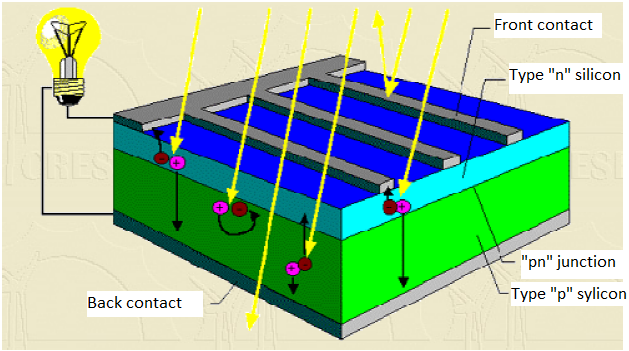 Front contact
Type "n" silicon
"pn" junction
Type "p" sylicon
Back contact